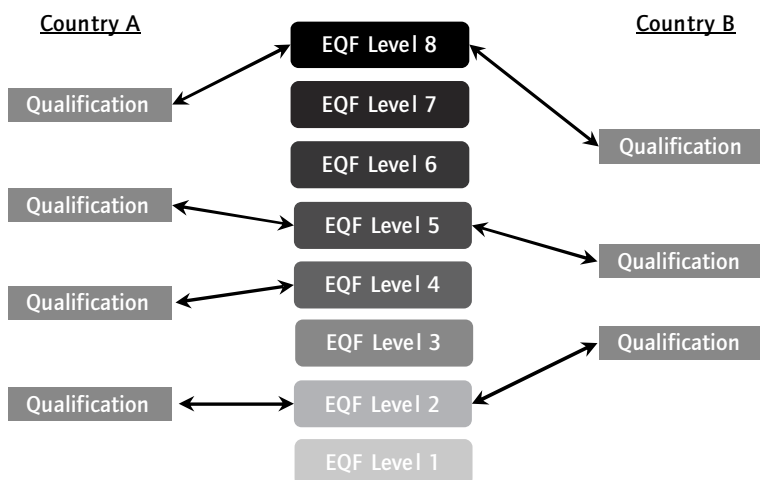 Country A
Country B
EQF Level 8
Qualification
EQF Level 7
Qualification
EQF Level 6
Qualification
EQF Level 5
Qualification
EQF Level 4
Qualification
EQF Level 3
Qualification
Qualification
EQF Level 2
EQF Level 1